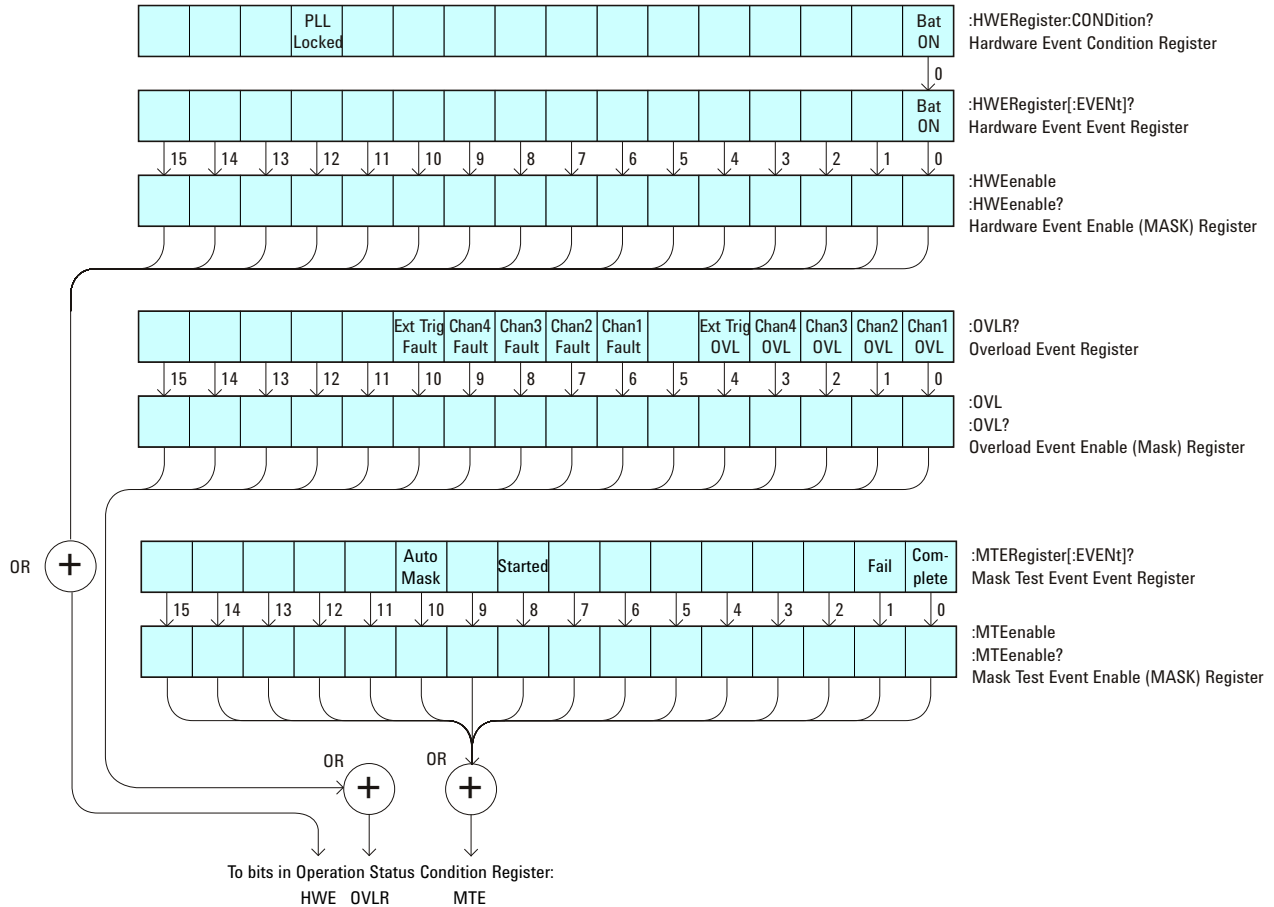 PLL Locked
Bat ON
:HWERegister:CONDition?
Hardware Event Condition Register
0
Bat ON
:HWERegister[:EVENt]?
Hardware Event Event Register
15 14 13 12 11 10 9 8 7 6 5 4 3 2 1 0
:HWEenable
:HWEenable?
Hardware Event Enable (MASK) Register
Ext Trig Fault
Chan4 Fault
Chan3 Fault
Chan2 Fault
Chan1 Fault
Ext Trig OVL
Chan4 OVL
Chan3 OVL
Chan2 OVL
Chan1 OVL
:OVLR?
Overload Event Register
15 14 13 12 11 10 9 8 7 6 5 4 3 2 1 0
:OVL
:OVL?
Overload Event Enable (Mask) Register
OR +
Auto Mask
Started
Fail
Com-plete
:MTERegister[:EVENt]?
Mask Test Event Event Register
15 14 13 12 11 10 9 8 7 6 5 4 3 2 1 0
:MTEenable
:MTEenable?
Mask Test Event Enable (MASK) Register
OR +
OR +
To bits in Operation Status Condition Register:
HWE OVLR MTE